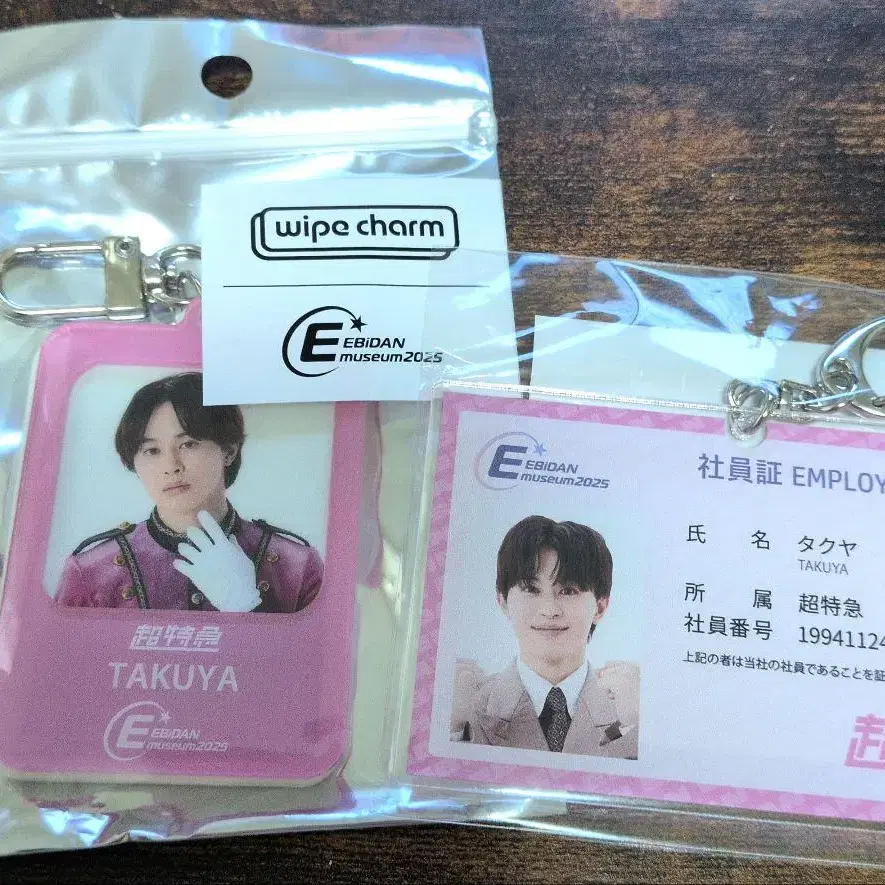 wipe charm
EBiDAN
museum2025
超特急
TAKUYA
EBiDAN
museum2025
EBiDAN
museum2025
社員証 EMPLOY
氏 名 タクヤ
TAKUYA
所 属 超特急
社員番号 19941124
上記の者は当社の社員であることを証
超